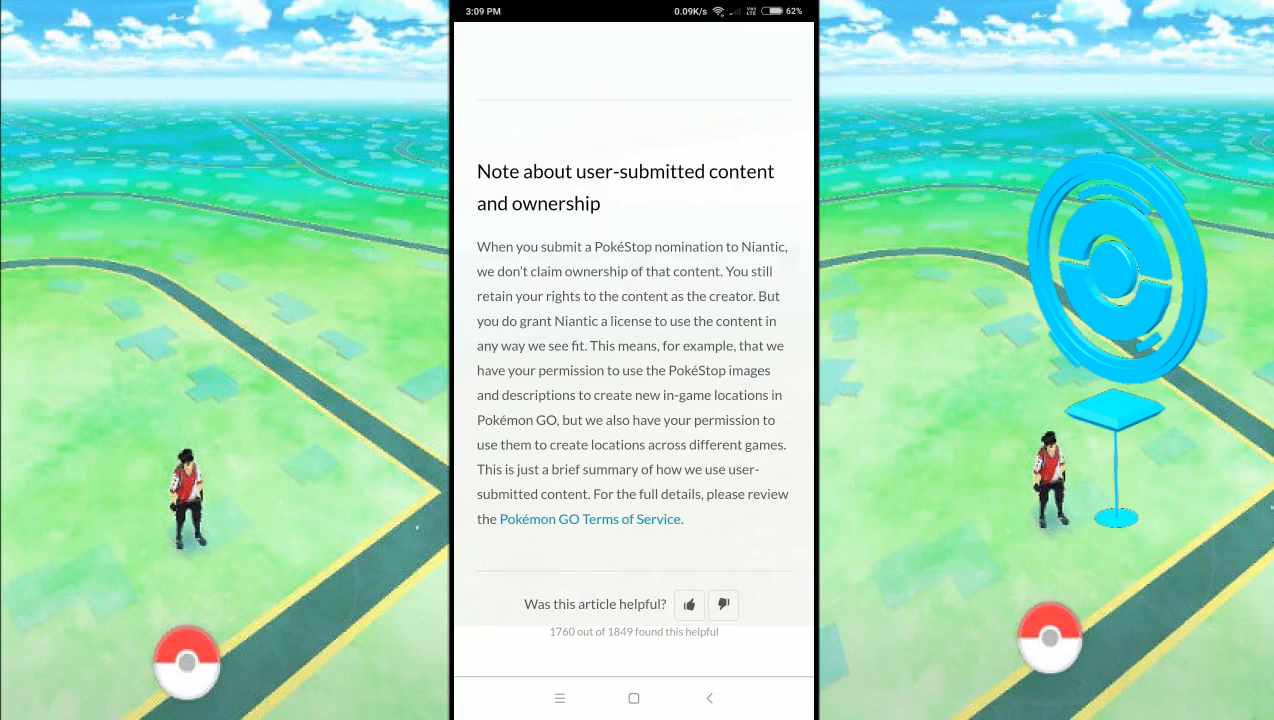 3:09 PM
0.09K/s
Vo LTE
62%
Note about user-submitted content
and ownership
When you submit a PokéStop nomination to Niantic,
we don't claim ownership of that content. You still
retain your rights to the content as the creator. But
you do grant Niantic a license to use the content in
any way we see fit. This means, for example, that we
have your permission to use the PokéStop images
and descriptions to create new in-game locations in
Pokémon GO, but we also have your permission to
use them to create locations across different games.
This is just a brief summary of how we use user-
submitted content. For the full details, please review
the Pokémon GO Terms of Service.
Was this article helpful?
1760 out of 1849 found this helpful